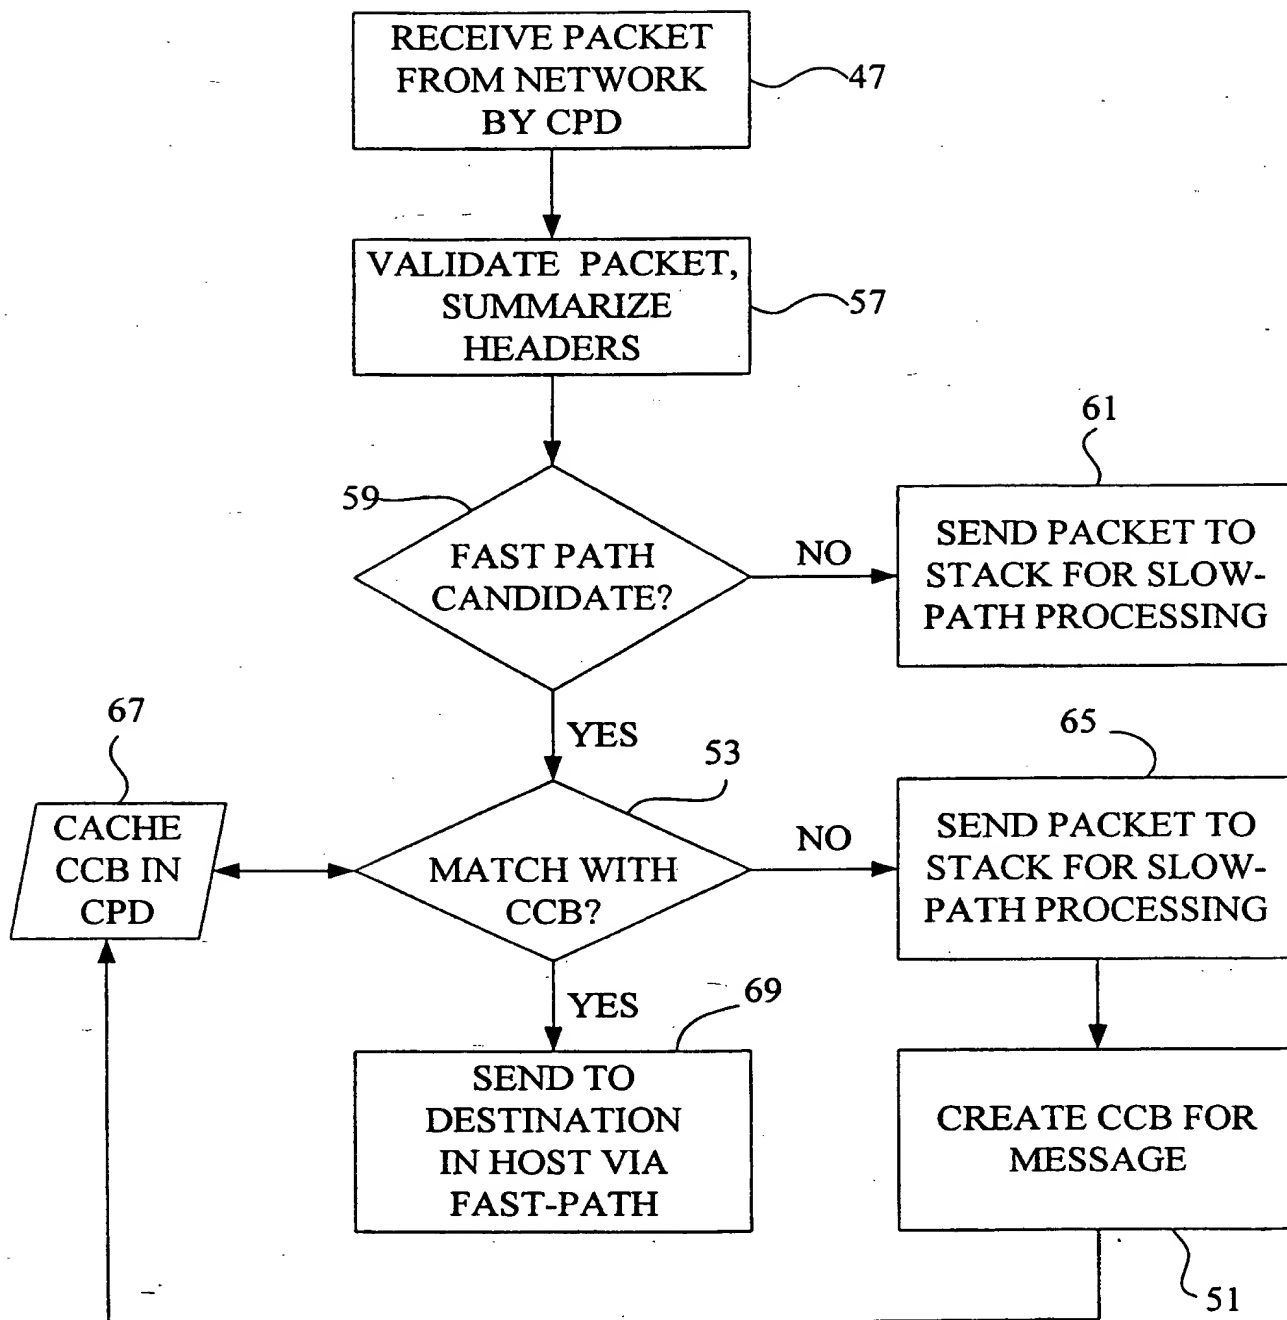 RECEIVE PACKET
FROM NETWORK
BY CPD
47
VALIDATE PACKET,
SUMMARIZE
HEADERS
57
59
FAST PATH
CANDIDATE?
NO
61
SEND PACKET TO
STACK FOR SLOW-
PATH PROCESSING
YES
67
CACHE
CCB IN
CPD
53
MATCH WITH
CCB?
NO
65
SEND PACKET TO
STACK FOR SLOW-
PATH PROCESSING
YES
69
SEND TO
DESTINATION
IN HOST VIA
FAST-PATH
CREATE CCB FOR
MESSAGE
51